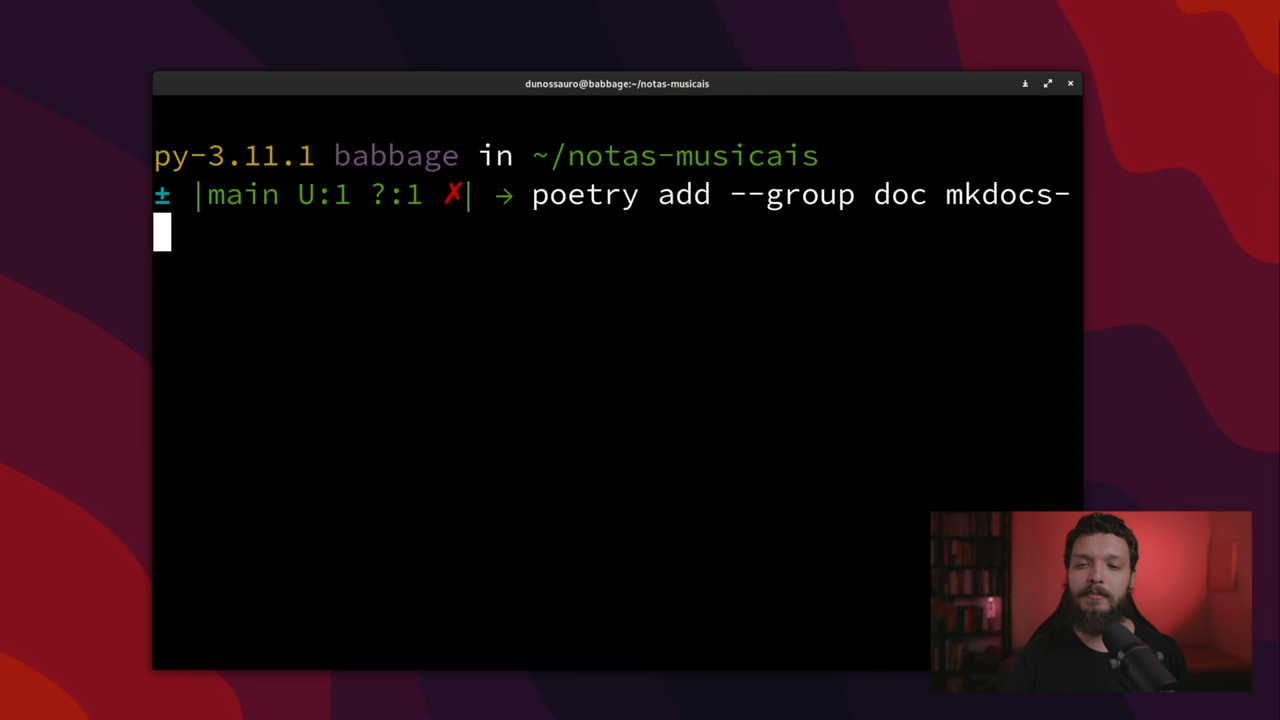 dunossauro@babbage:~/notas-musicais
py-3.11.1 babbage in ~/notas-musicais
± |main U:1 ?:1 ✗| → poetry add --group doc mkdocs-